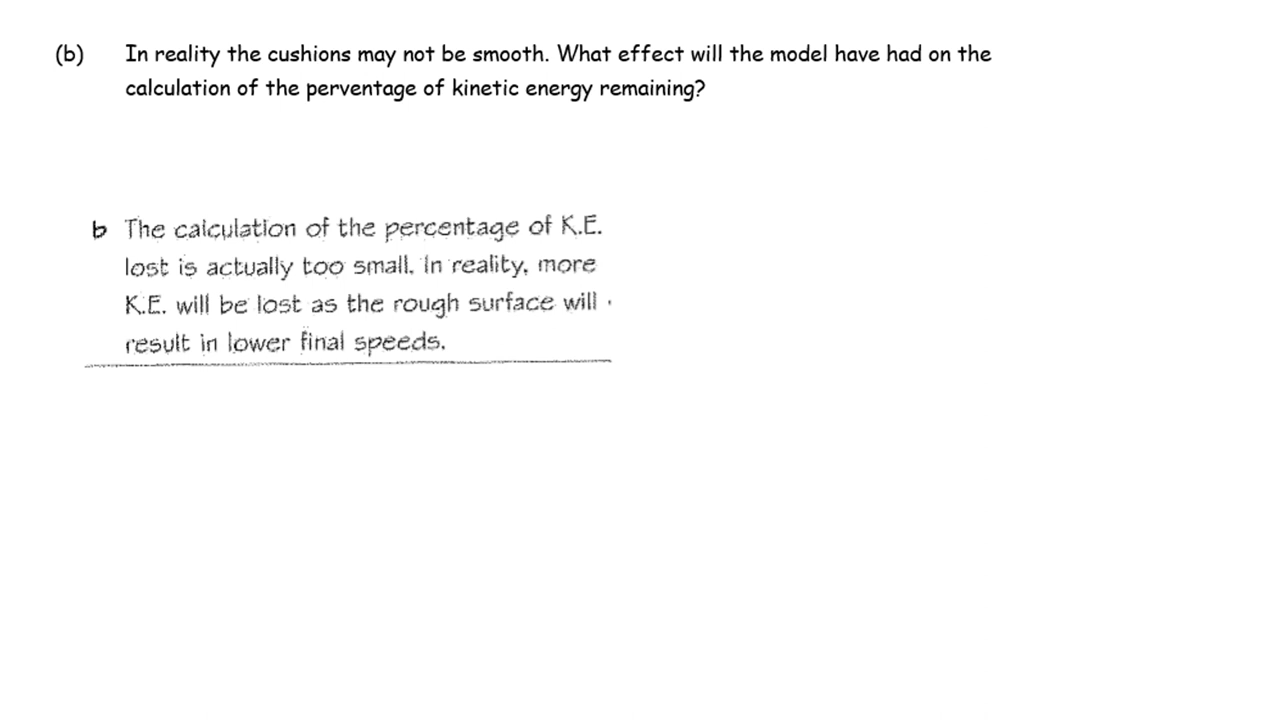 (b) In reality the cushions may not be smooth. What effect will the model have had on the
calculation of the perventage of kinetic energy remaining?
b The calculation of the percentage of K.E.
lost is actually too small. In reality, more
K.E. will be lost as the rough surface will
result in lower final speeds.